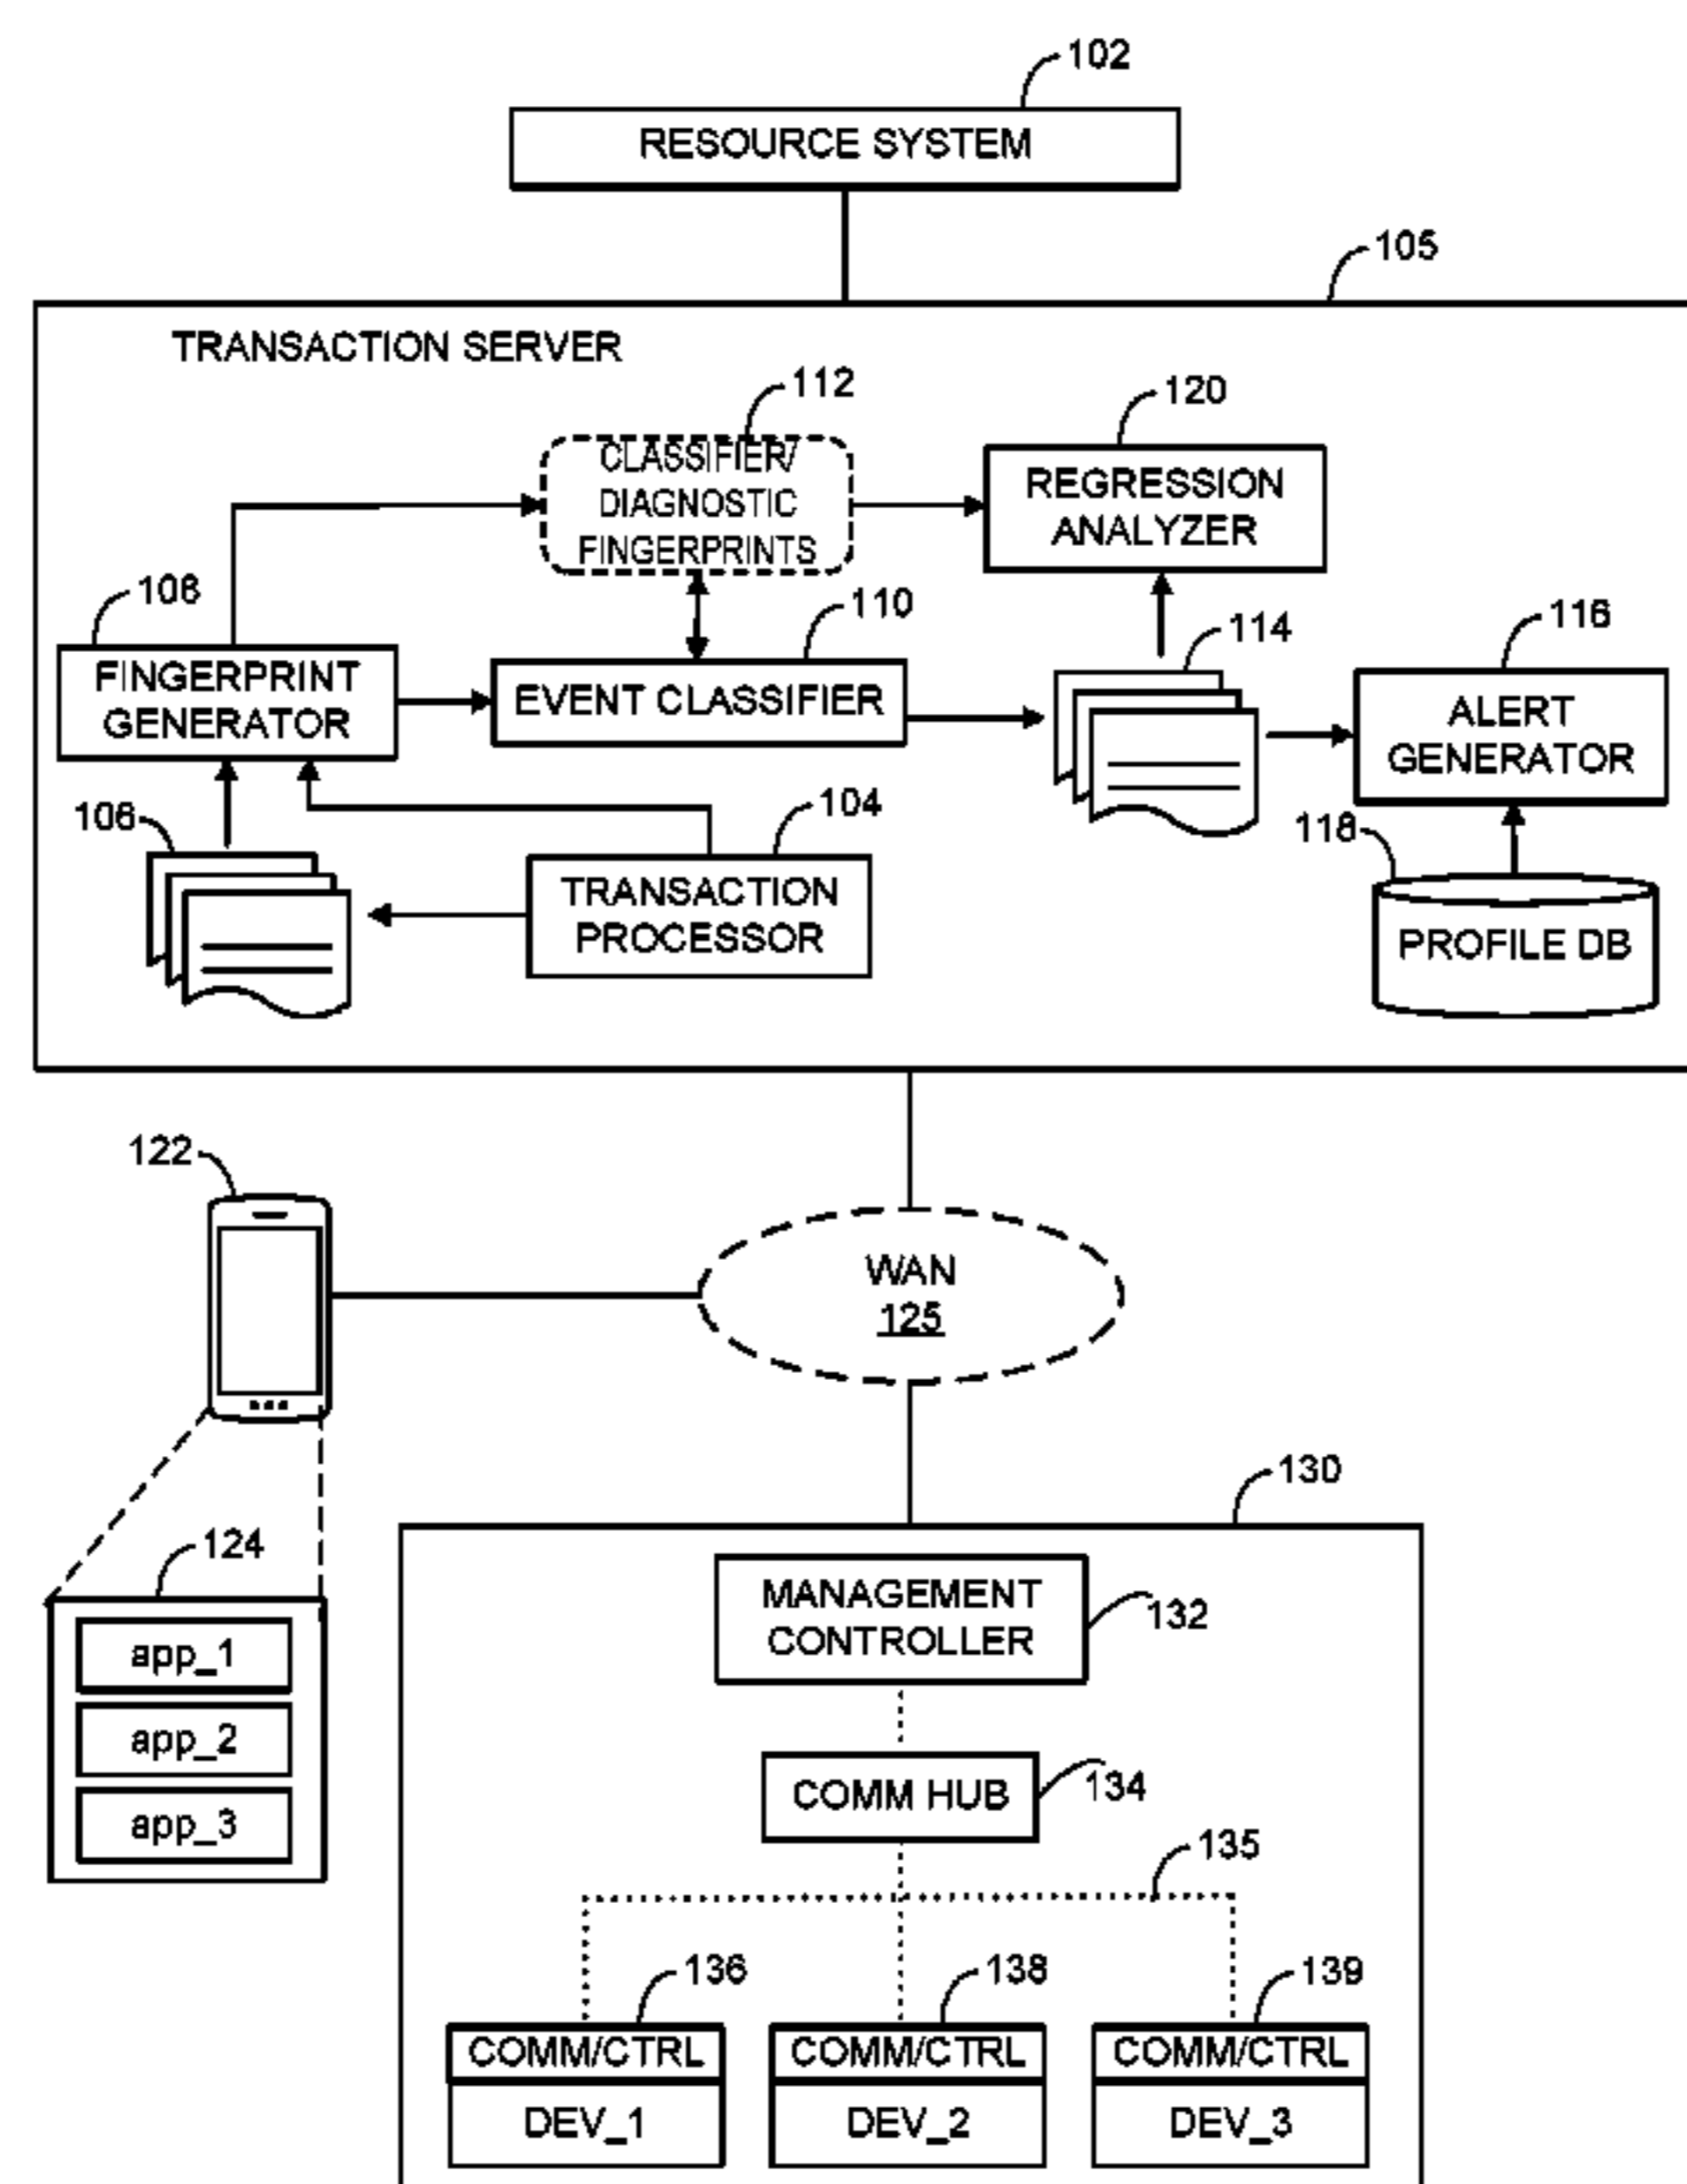 102
RESOURCE SYSTEM
105
TRANSACTION SERVER
112
120
CLASSIFIER/
DIAGNOSTIC
FINGERPRINTS
REGRESSION
ANALYZER
108
110
114
116
FINGERPRINT
GENERATOR
EVENT CLASSIFIER
ALERT
GENERATOR
106
104
118
TRANSACTION
PROCESSOR
PROFILE DB
122
WAN
125
130
124
MANAGEMENT
CONTROLLER
132
app_1
app_2
app_3
COMM HUB
134
135
136
138
139
COMM/CTRL
COMM/CTRL
COMM/CTRL
DEV_1
DEV_2
DEV_3